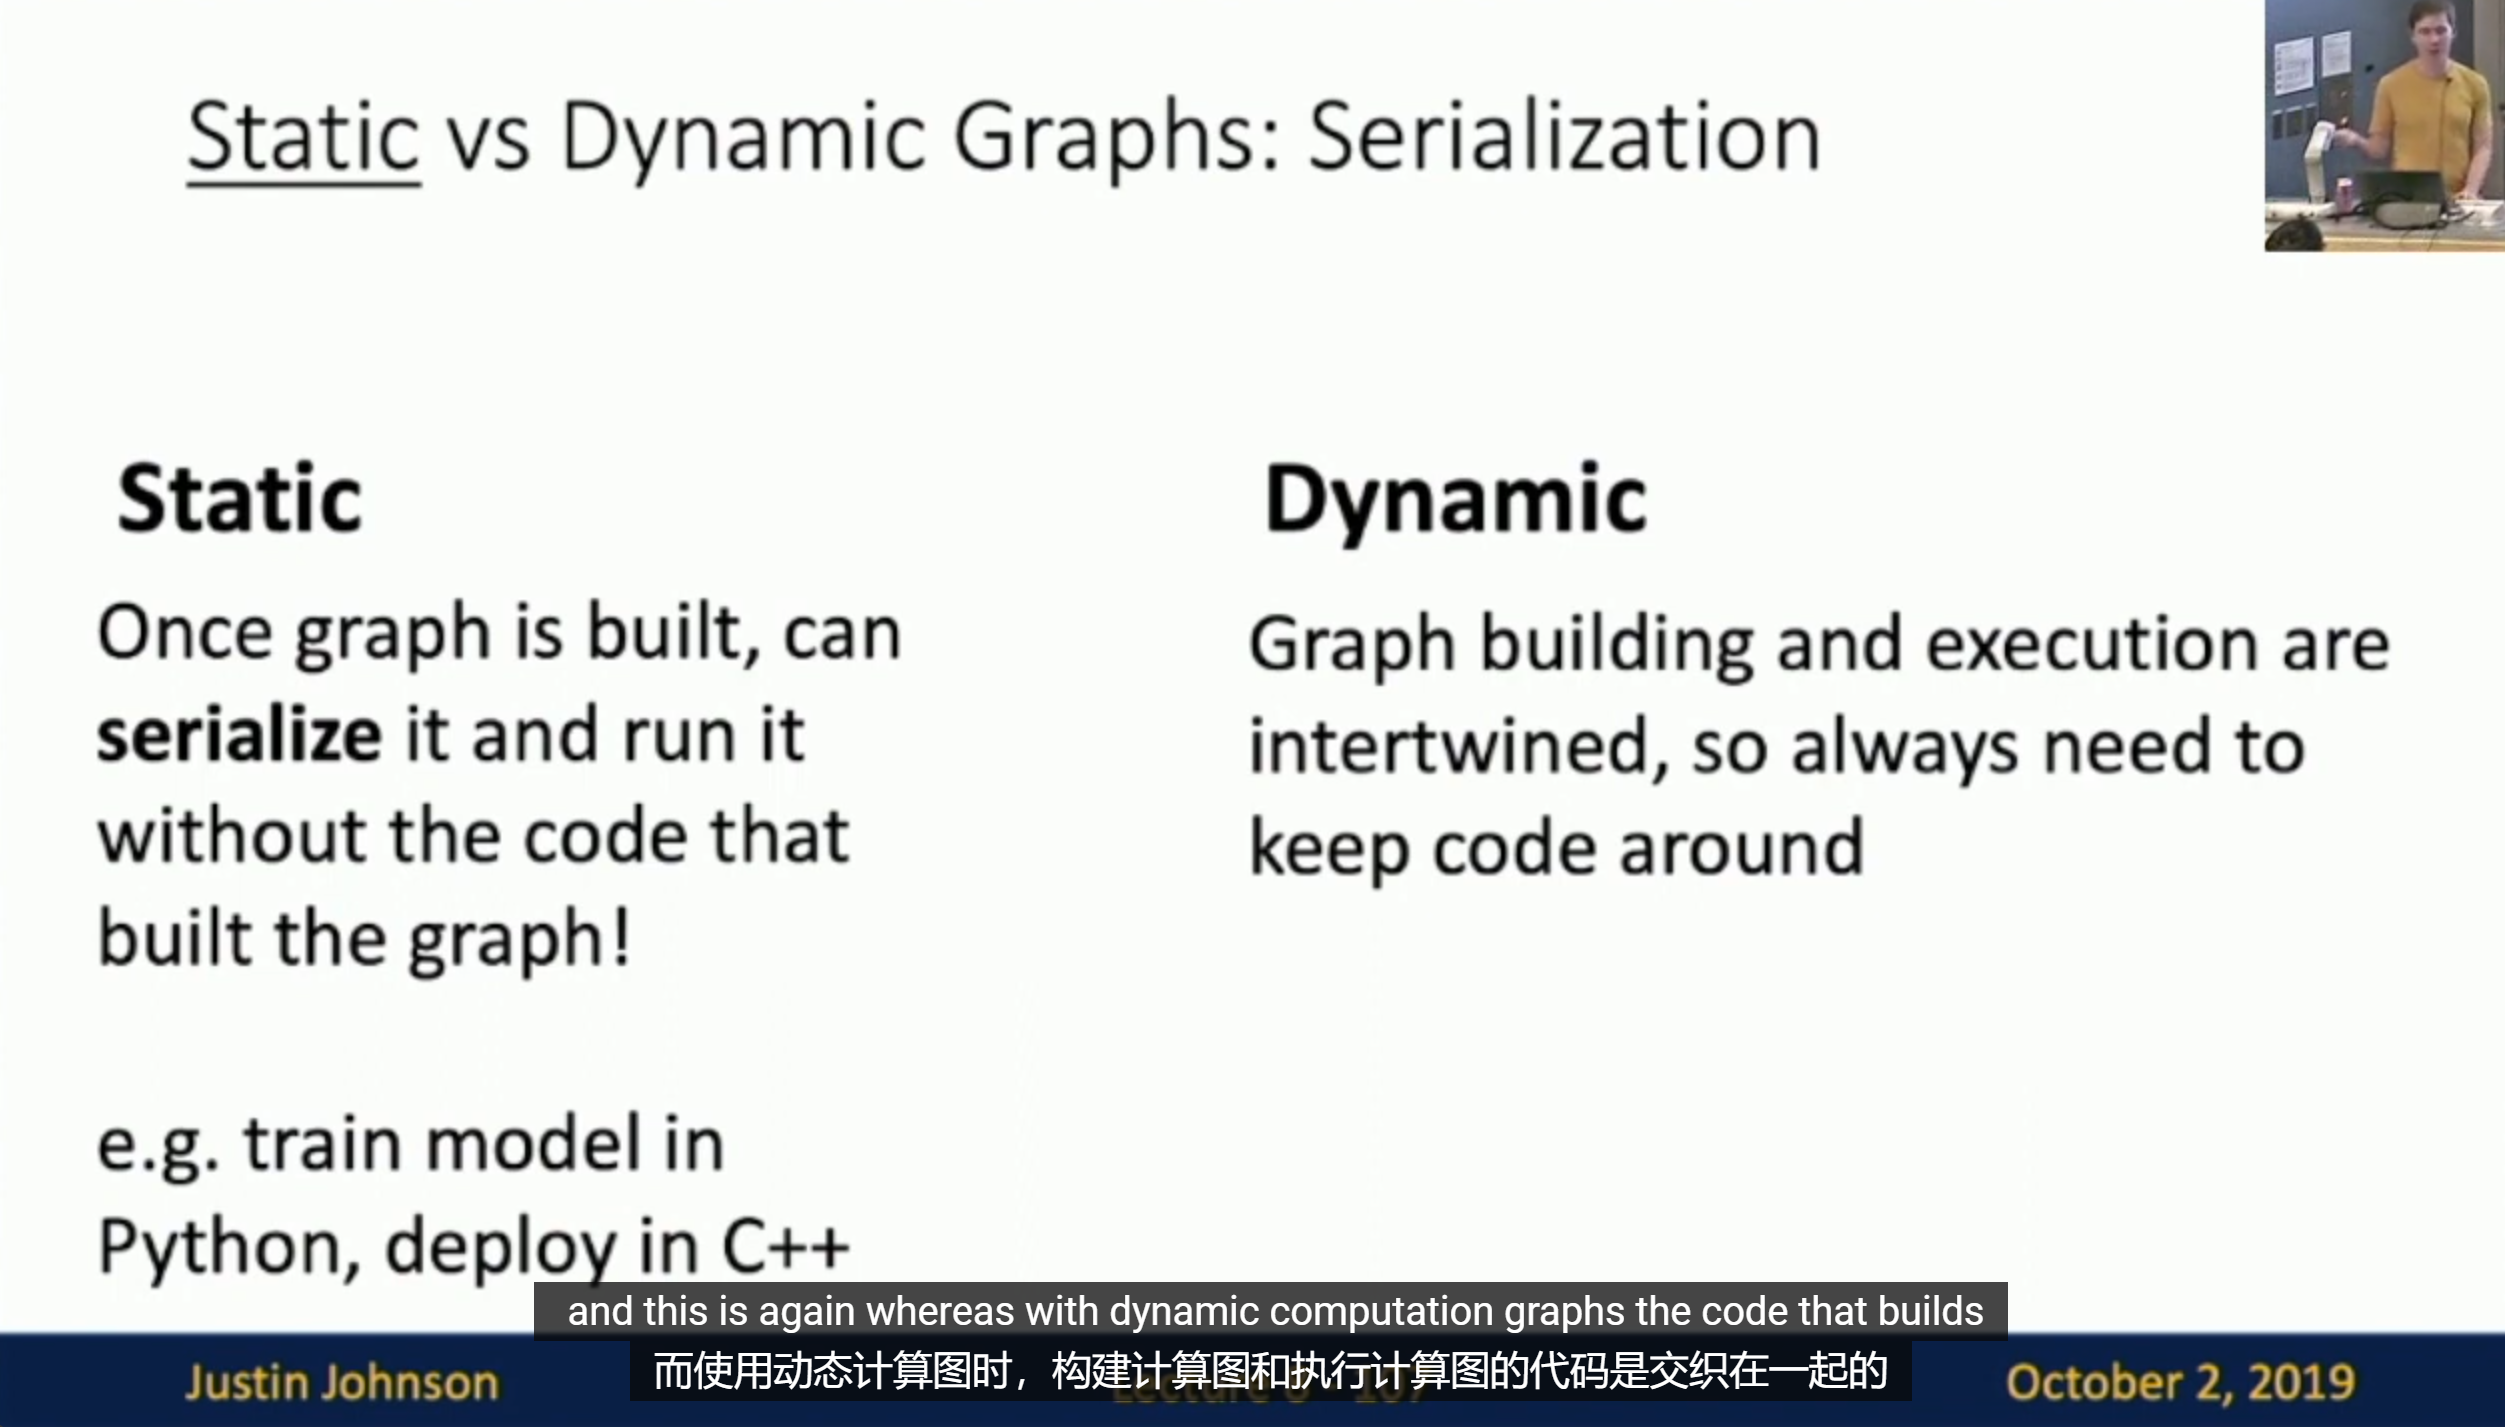 Static vs Dynamic Graphs: Serialization
Static
Once graph is built, can
serialize it and run it
without the code that
built the graph!
e.g. train model in
Python, deploy in C++
Dynamic
Graph building and execution are
intertwined, so always need to
keep code around
and this is again whereas with dynamic computation graphs the code that builds
而使用动态计算图时，构建计算图和执行计算图的代码是交织在一起的
Justin Johnson
October 2, 2019